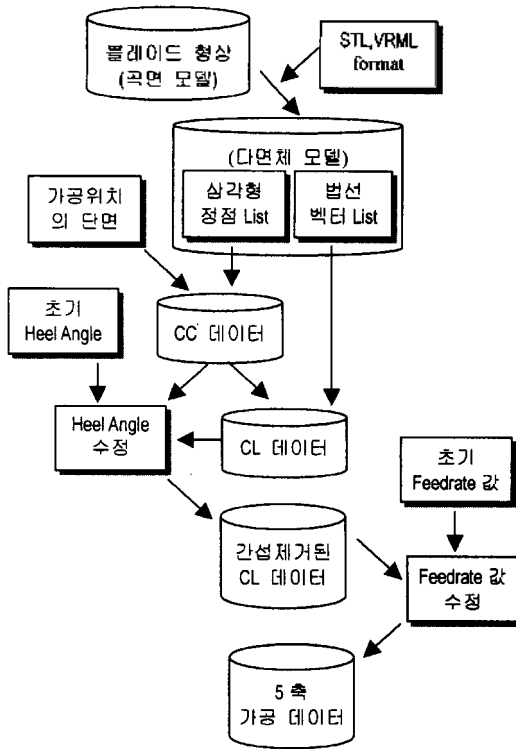 블레이드 형상
(곡면 모델)
STL,VRML
format
(다면체 모델)
삼각형
정점 List
법선
벡터 List
가공위치
의 단면
초기
Heel Angle
CC 데이터
Heel Angle
수정
CL 데이터
초기
Feedrate 값
간섭제거된
CL 데이터
Feedrate 값
수정
5 축
가공 데이터